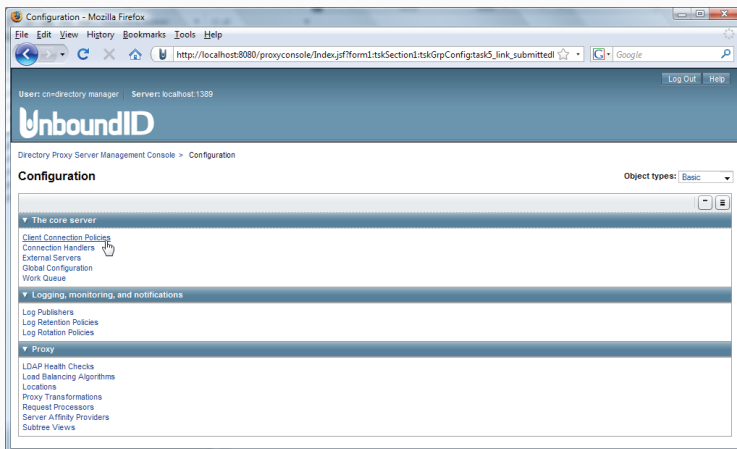 Configuration - Mozilla Firefox
File Edit View History Bookmarks Tools Help
http://localhost:8080/proxyconsole/Index.jsf?form1:tskSection1:tskGrpConfig:task5_link_submittedI
Google
Log Out Help
User: cn=directory manager Server: localhost:1389
UnboundID
Directory Proxy Server Management Console > Configuration
Configuration
Object types: Basic
The core server
Client Connection Policies
Connection Handlers
External Servers
Global Configuration
Work Queue
Logging, monitoring, and notifications
Log Publishers
Log Retention Policies
Log Rotation Policies
Proxy
LDAP Health Checks
Load Balancing Algorithms
Locations
Proxy Transformations
Request Processors
Server Affinity Providers
Subtree Views